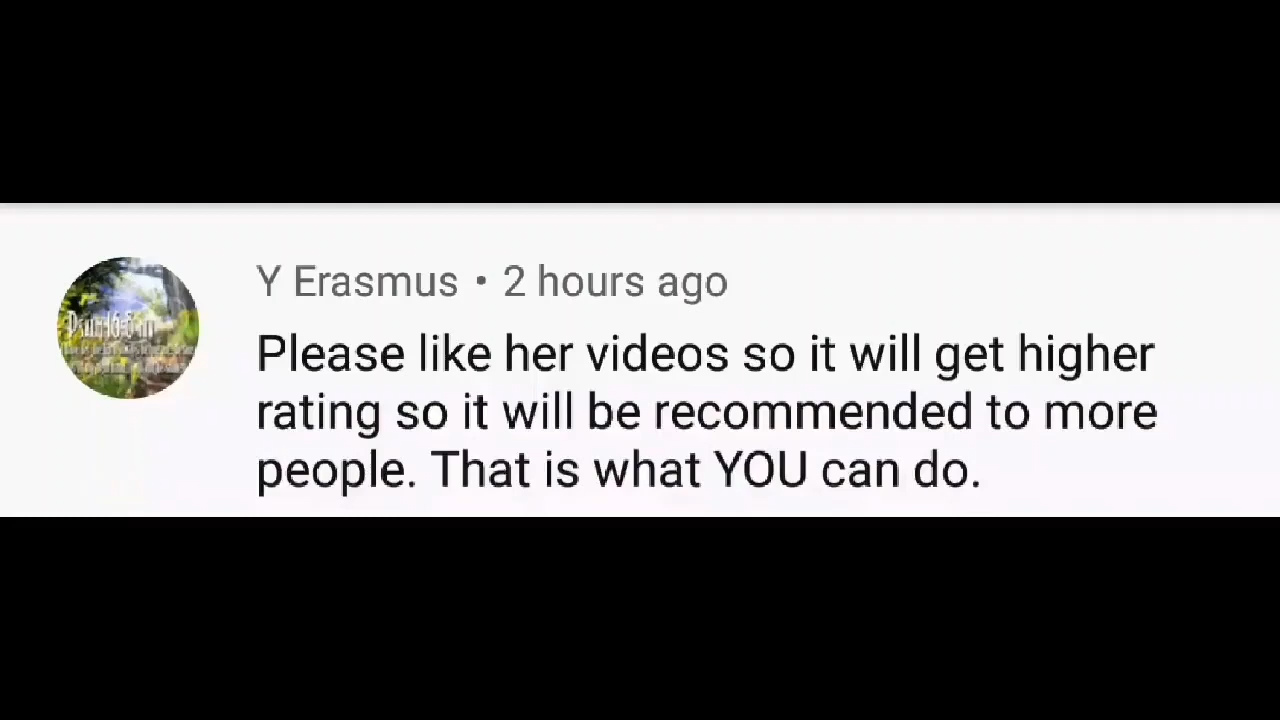 Y Erasmus • 2 hours ago
Please like her videos so it will get higher
rating so it will be recommended to more
people. That is what YOU can do.